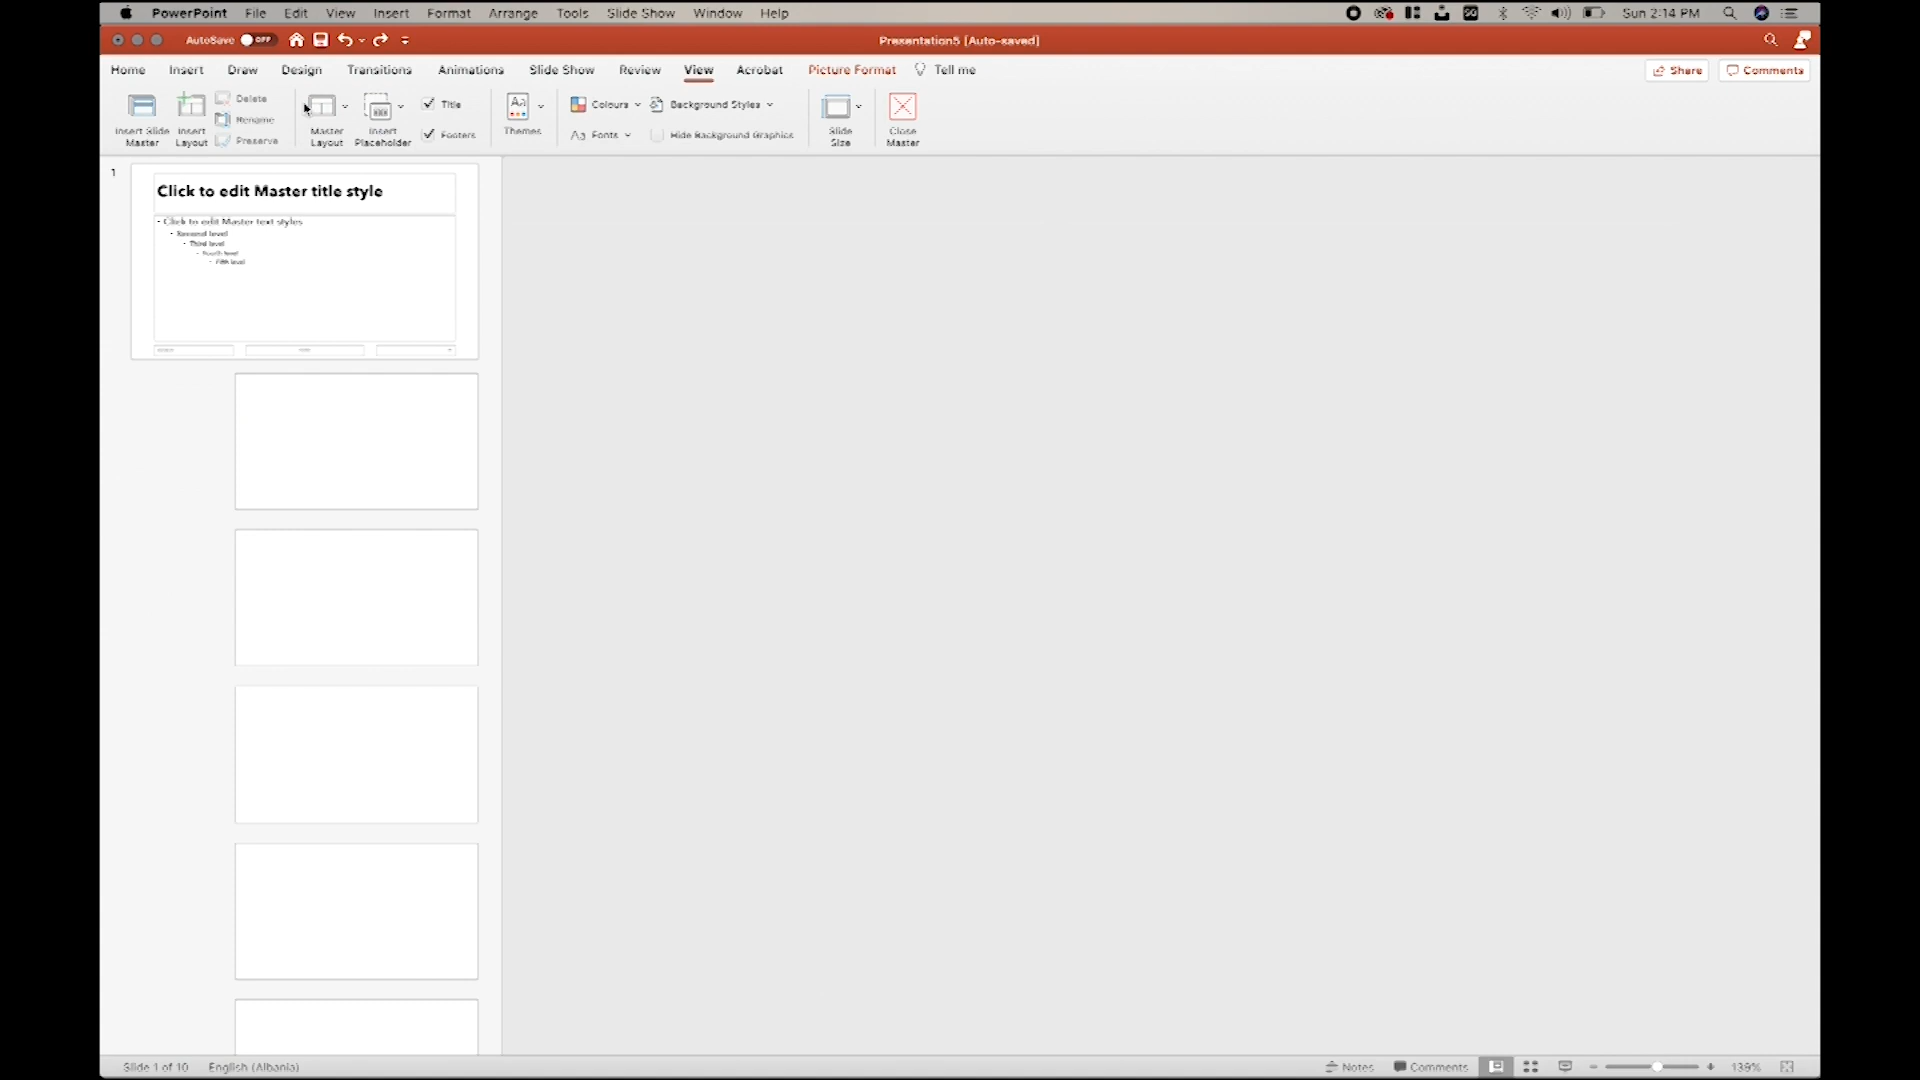 PowerPoint File Edit View Insert Format Arrange Tools Slide Show Window Help Sun 2:14 PM
AutoSave OFF Presentation5 [Auto-saved]
Home Insert Draw Design Transitions Animations Slide Show Review View Acrobat Picture Format Tell me Share Comments
Delete Title Colours Background Styles
Rename
Insert Slide Insert Master Insert Themes Slide Close
Master Layout Preserve Layout Placeholder Footers Fonts Hide Background Graphics Size Master
1
Click to edit Master title style
• Click to edit Master text styles
• Second level
• Third level
• Fourth level
• Fifth level
Slide 1 of 10 English (Albania) Notes Comments 139%